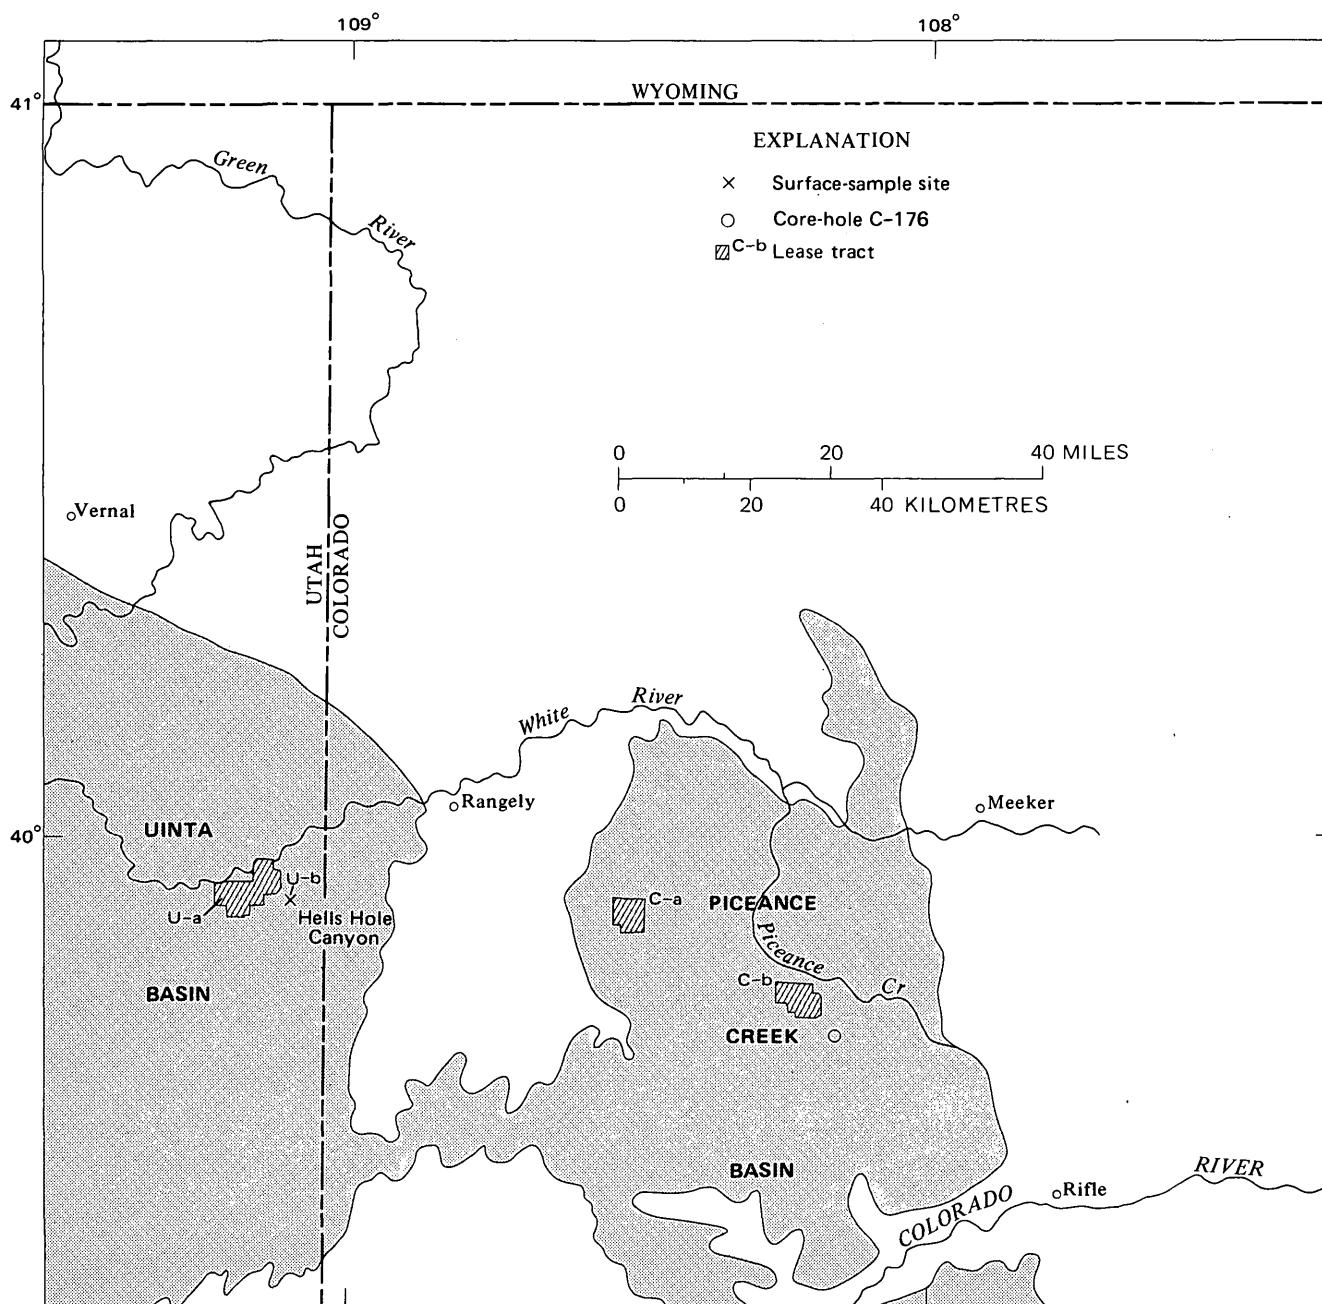 109°
108°
41°
WYOMING
EXPLANATION
Surface-sample site
Core-hole C-176
C-b Lease tract
Green
River
0 20 40 MILES
0 20 40 KILOMETRES
Vernal
UTAH
COLORADO
White River
Rangely
Meeker
40°
UINTA
U-b
U-a
Hells Hole
Canyon
C-a
PICEANCE
Piceance Cr
BASIN
C-b
CREEK
BASIN
COLORADO RIVER
Rifle